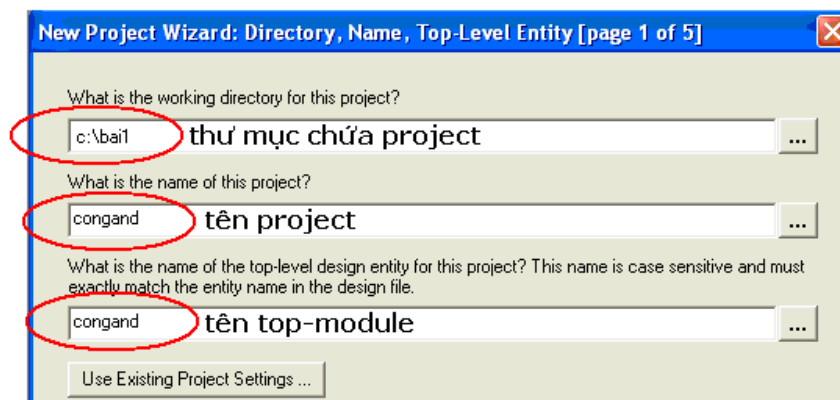 New Project Wizard: Directory, Name, Top-Level Entity [page 1 of 5]
What is the working directory for this project?
c:\bai1 thư mục chứa project ...
What is the name of this project?
congand tên project ...
What is the name of the top-level design entity for this project? This name is case sensitive and must
exactly match the entity name in the design file.
congand tên top-module ...
Use Existing Project Settings ...